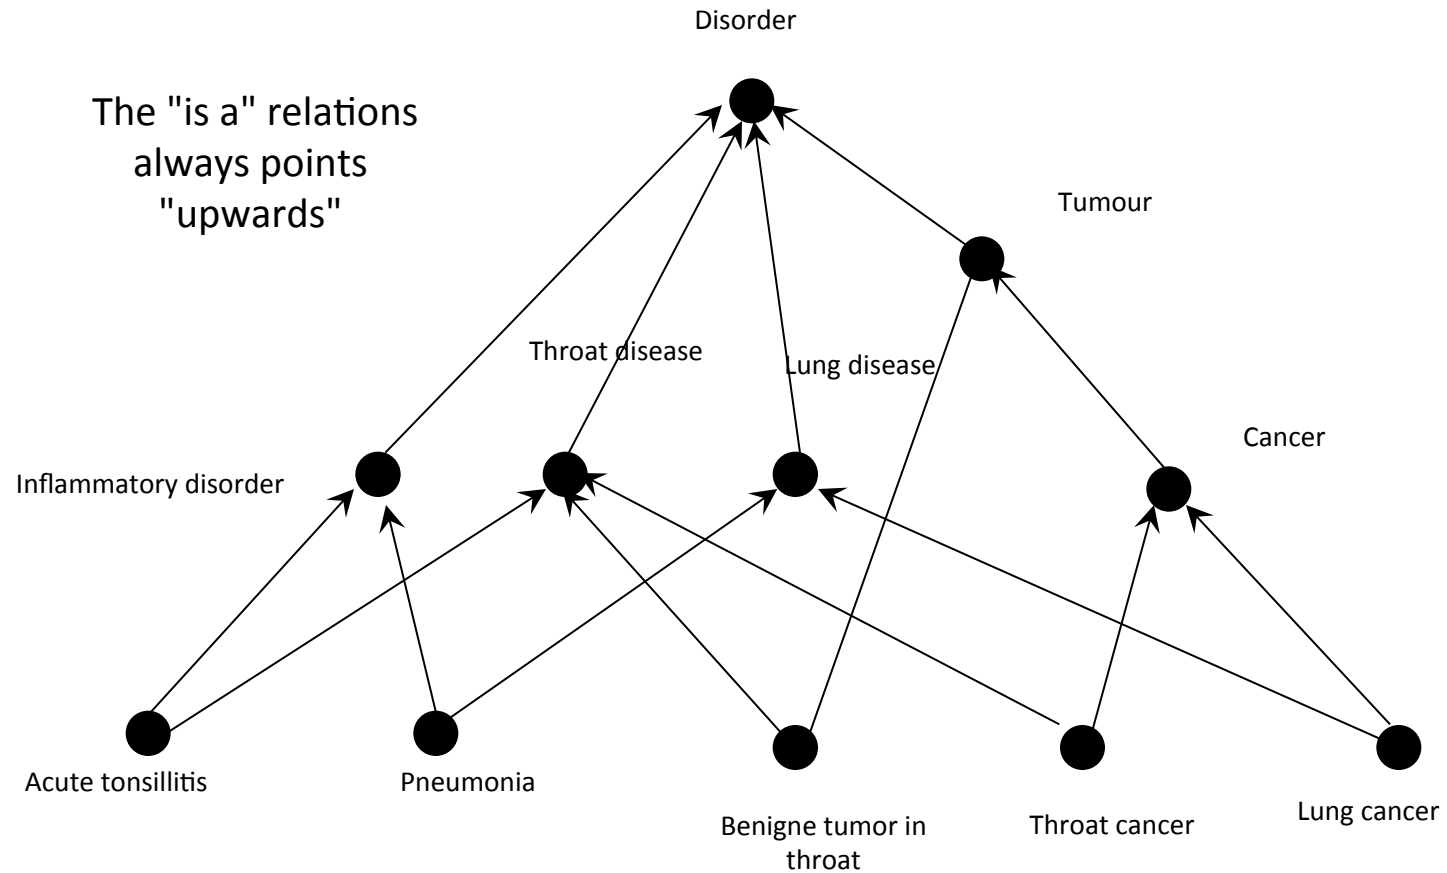 Disorder
The "is a" relations
always points
"upwards"
Tumour
Throat disease
Lung disease
Cancer
Inflammatory disorder
Acute tonsillitis
Pneumonia
Benigne tumor in
throat
Throat cancer
Lung cancer